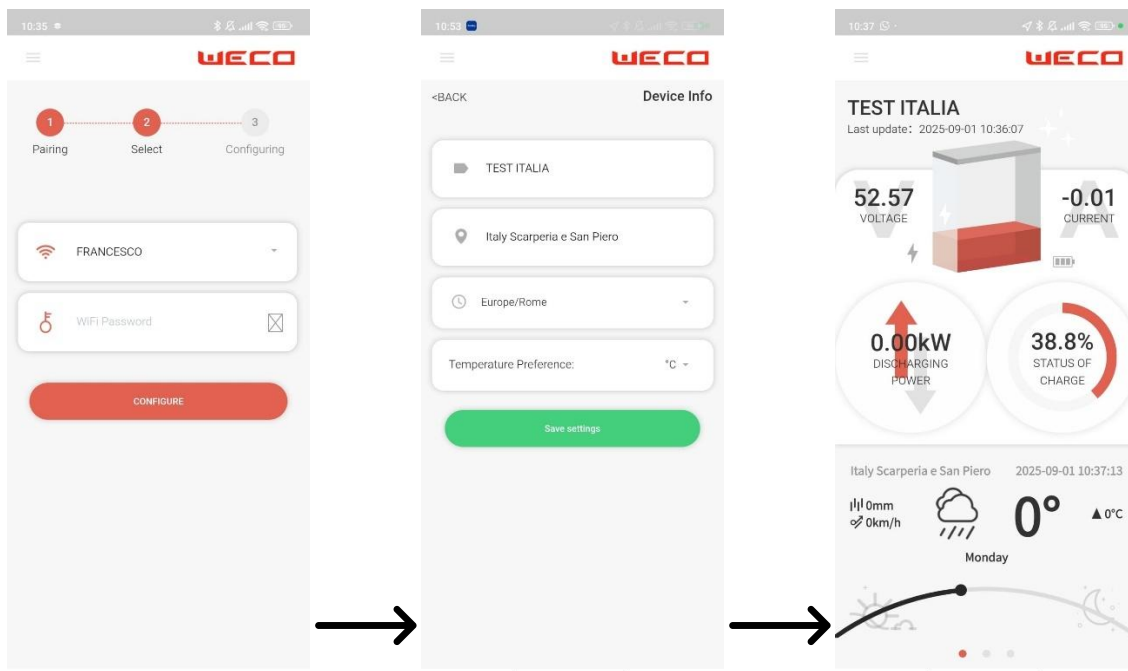 10:35
55
WECO
1
2
3
Pairing
Select
Configuring
FRANCESCO
WiFi Password
CONFIGURE
10:53
WECO
<BACK
Device Info
TEST ITALIA
Italy Scarperia e San Piero
Europe/Rome
Temperature Preference:
°C
Save settings
10:37
55
WECO
TEST ITALIA
Last update: 2025-09-01 10:36:07
V
A
52.57
VOLTAGE
-0.01
CURRENT
0.00kW
DISCHARGING
POWER
38.8%
STATUS OF
CHARGE
Italy Scarperia e San Piero
2025-09-01 10:37:13
0mm
0km/h
0°
▲ 0°C
Monday